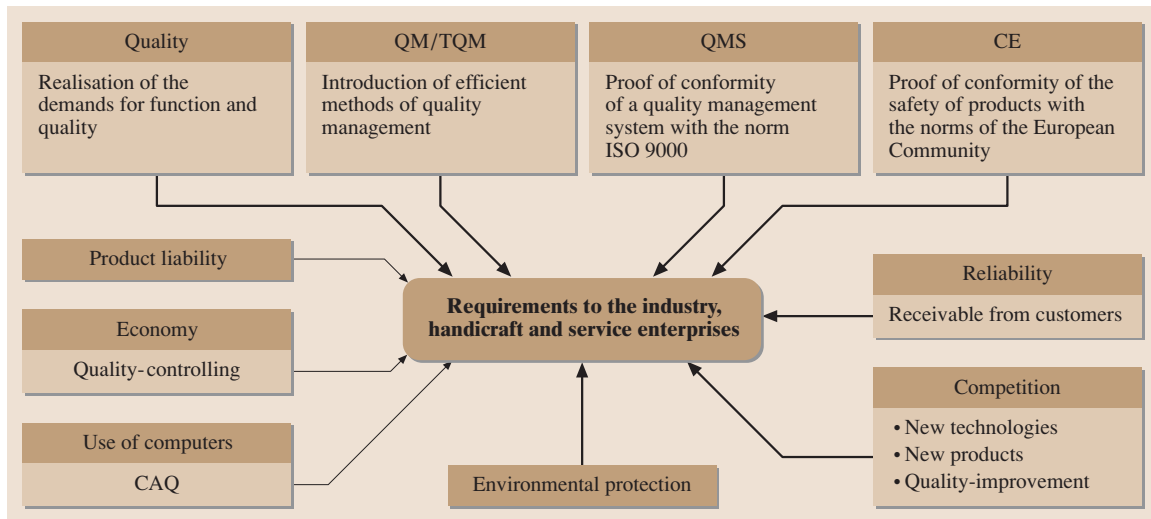 Quality
Realisation of the
demands for function and
quality
QM/TQM
Introduction of efficient
methods of quality
management
QMS
Proof of conformity
of a quality management
system with the norm
ISO 9000
CE
Proof of conformity of the
safety of products with
the norms of the European
Community
Product liability
Economy
Quality-controlling
Use of computers
CAQ
Requirements to the industry,
handicraft and service enterprises
Environmental protection
Reliability
Receivable from customers
Competition
• New technologies
• New products
• Quality-improvement